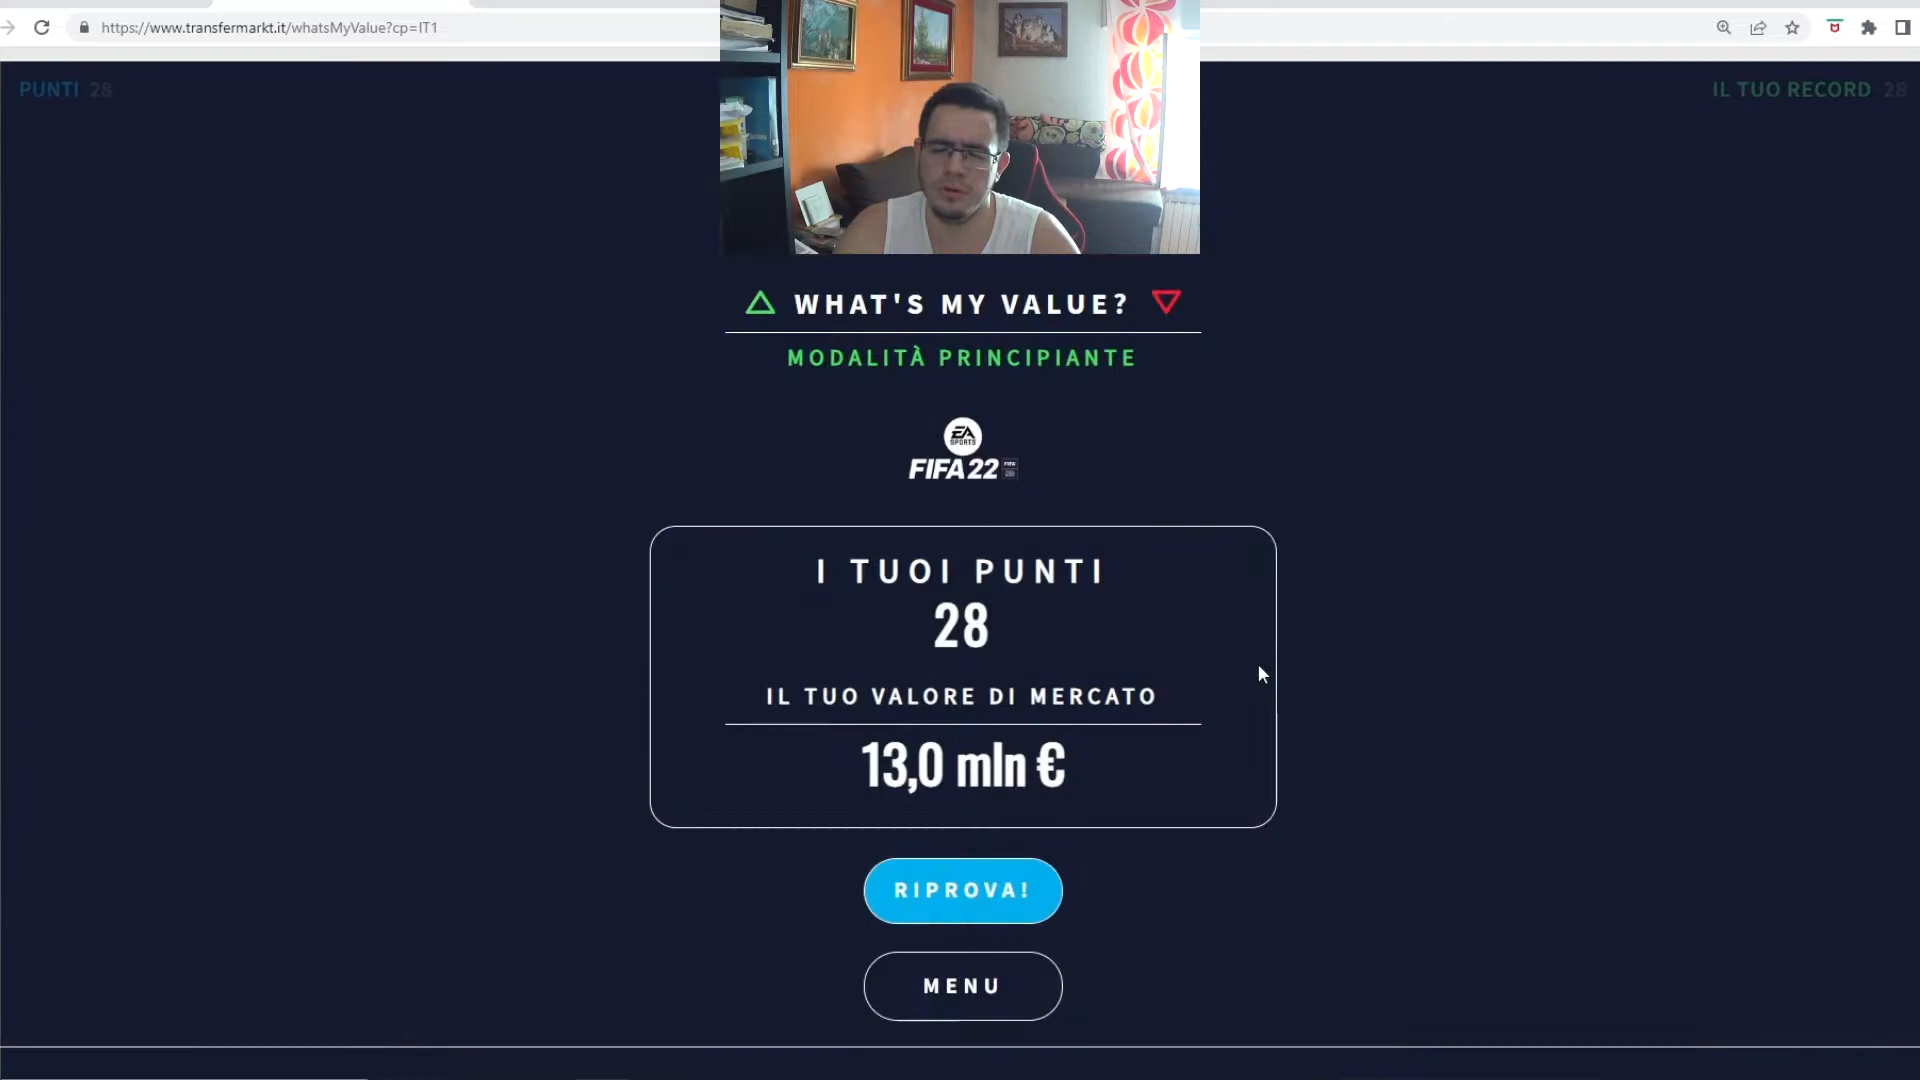 https://www.transfermarkt.it/whatsMyValue?cp=IT1
PUNTI 28
IL TUO RECORD 28
WHAT'S MY VALUE?
MODALITÀ PRINCIPIANTE
EA
SPORTS
FIFA 22
I TUOI PUNTI
28
IL TUO VALORE DI MERCATO
13,0 mln €
RIPROVA!
MENU